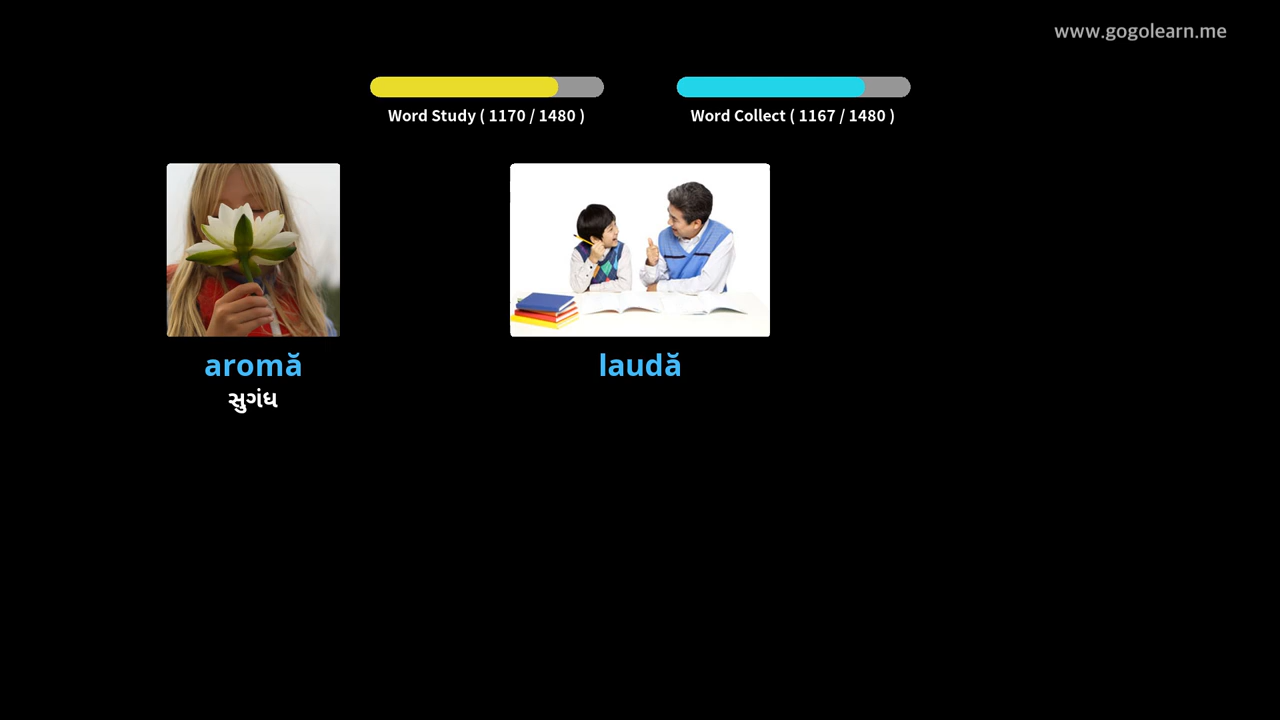 www.gogolearn.me
Word Study ( 1170 / 1480 )
Word Collect ( 1167 / 1480 )
aromă
laudă
સુગંધ